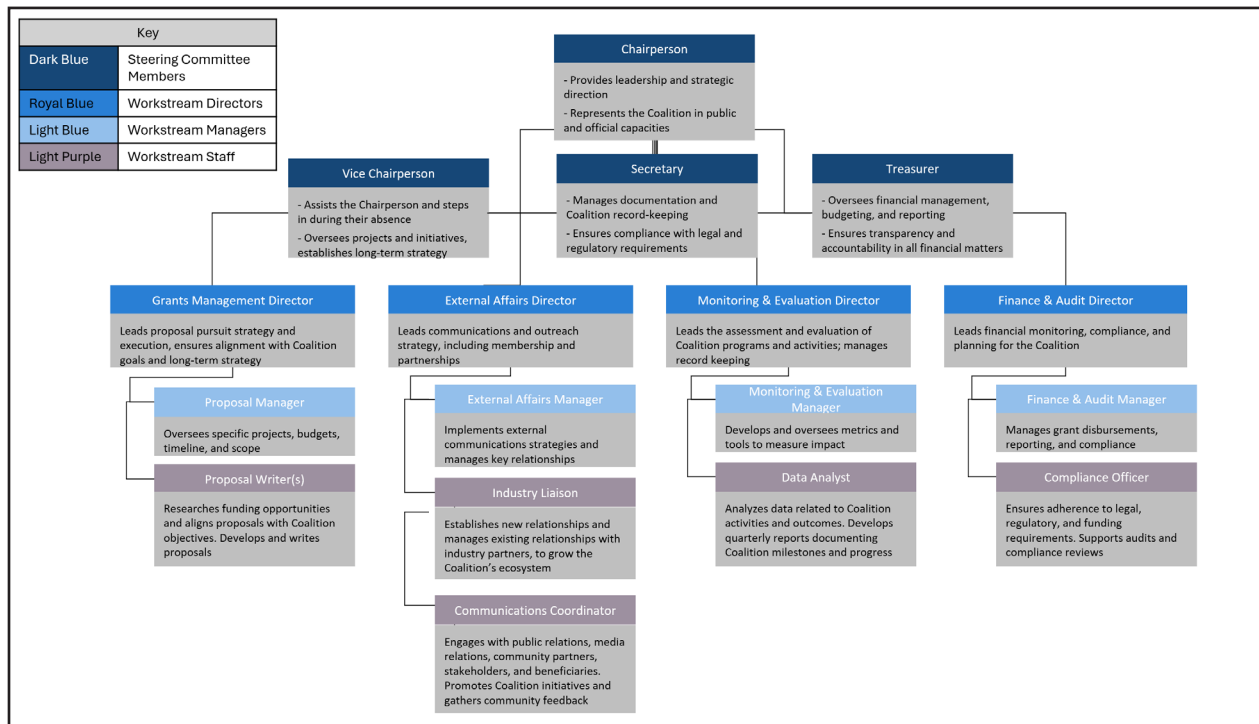 Key
Dark Blue
Steering Committee
Members
Royal Blue
Workstream Directors
Light Blue
Workstream Managers
Light Purple
Workstream Staff
Chairperson
- Provides leadership and strategic
direction
- Represents the Coalition in public
and official capacities
Vice Chairperson
- Assists the Chairperson and steps
in during their absence
- Oversees projects and initiatives,
establishes long-term strategy
Secretary
- Manages documentation and
Coalition record-keeping
- Ensures compliance with legal and
regulatory requirements
Treasurer
- Oversees financial management,
budgeting, and reporting
- Ensures transparency and
accountability in all financial matters
Grants Management Director
Leads proposal pursuit strategy and
execution, ensures alignment with Coalition
goals and long-term strategy
Proposal Manager
Oversees specific projects, budgets,
timeline, and scope
Proposal Writer(s)
Researches funding opportunities
and aligns proposals with Coalition
objectives. Develops and writes
proposals
External Affairs Director
Leads communications and outreach
strategy, including membership and
partnerships
External Affairs Manager
Implements external
communications strategies and
manages key relationships
Industry Liaison
Establishes new relationships and
manages existing relationships with
industry partners, to grow the
Coalition's ecosystem
Communications Coordinator
Engages with public relations, media
relations, community partners,
stakeholders, and beneficiaries.
Promotes Coalition initiatives and
gathers community feedback
Monitoring & Evaluation Director
Leads the assessment and evaluation of
Coalition programs and activities; manages
record keeping
Monitoring & Evaluation
Manager
Develops and oversees metrics and
tools to measure impact
Data Analyst
Analyzes data related to Coalition
activities and outcomes. Develops
quarterly reports documenting
Coalition milestones and progress
Finance & Audit Director
Leads financial monitoring, compliance, and
planning for the Coalition
Finance & Audit Manager
Manages grant disbursements,
reporting, and compliance
Compliance Officer
Ensures adherence to legal,
regulatory, and funding
requirements. Supports audits and
compliance reviews